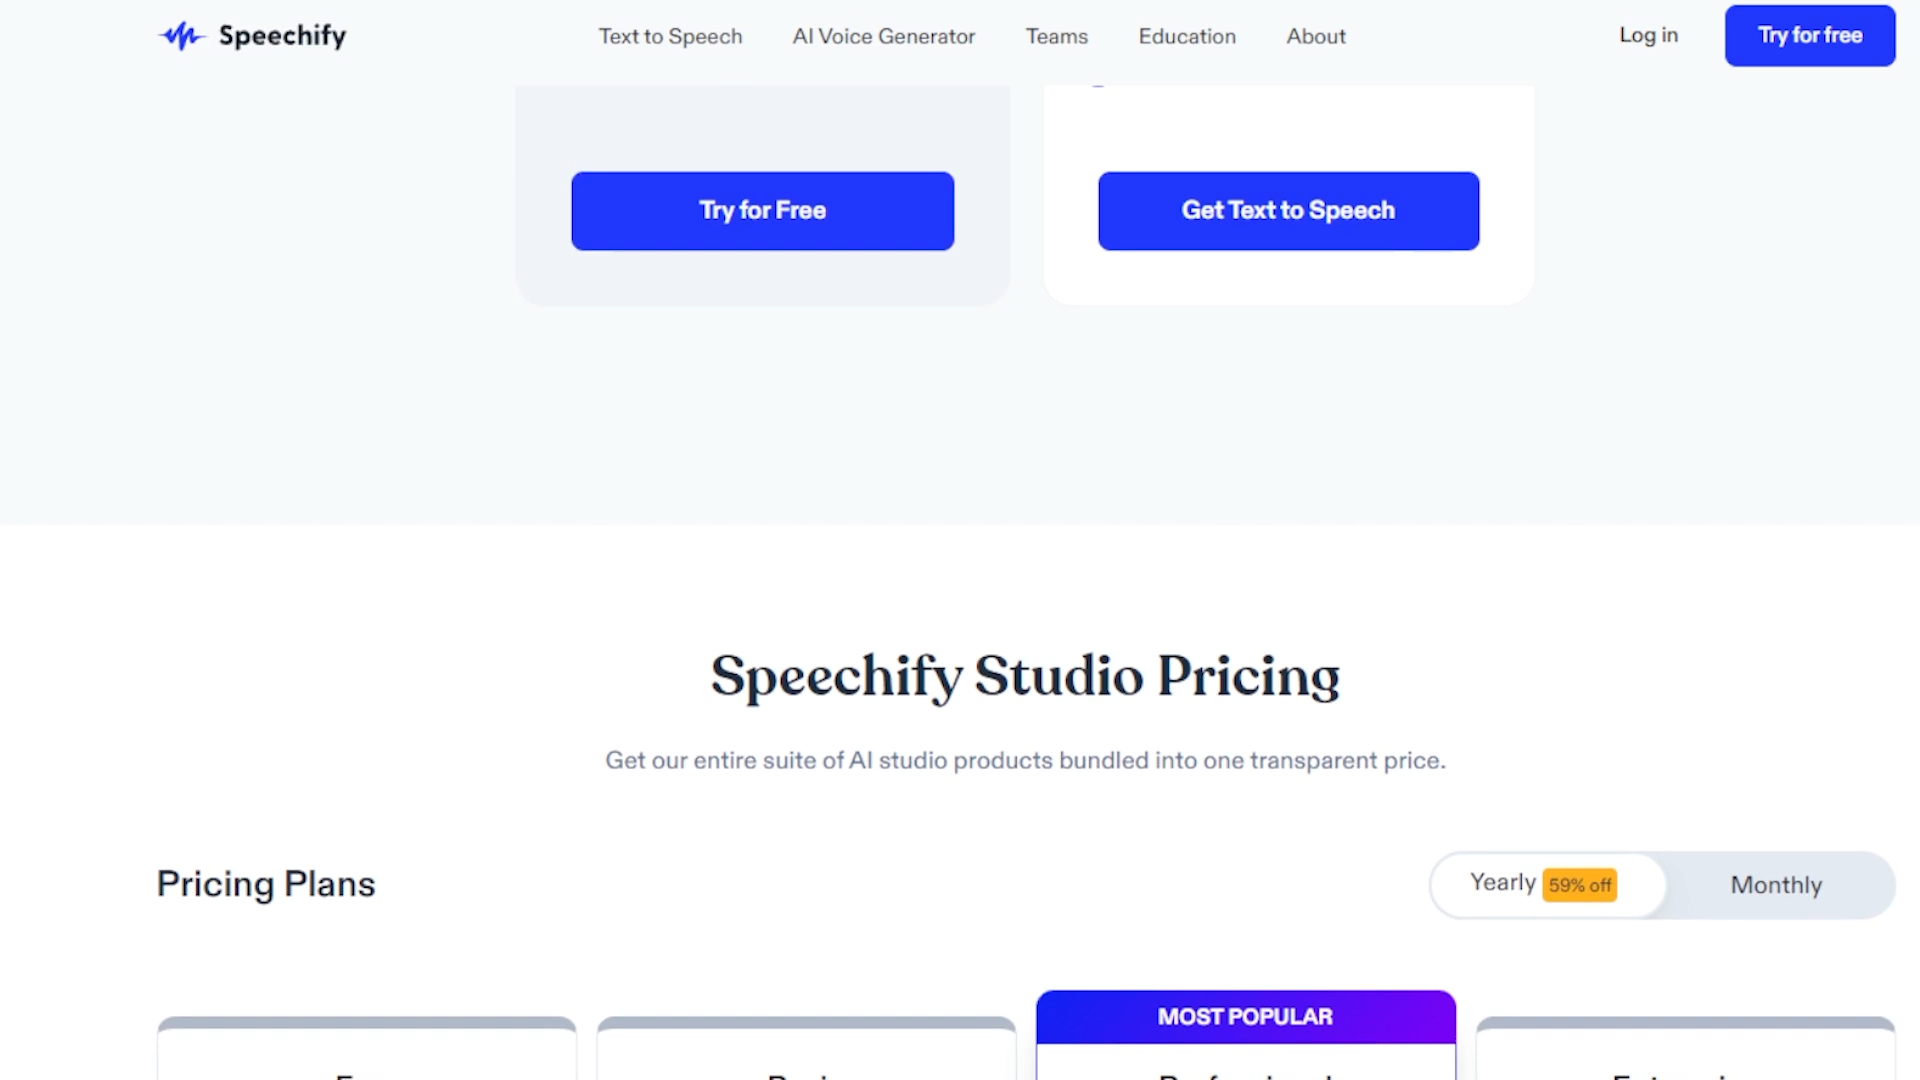 Speechify
Text to Speech
AI Voice Generator
Teams
Education
About
Log in
Try for free
Try for Free
Get Text to Speech
Speechify Studio Pricing
Get our entire suite of AI studio products bundled into one transparent price.
Pricing Plans
Yearly 59% off
Monthly
MOST POPULAR